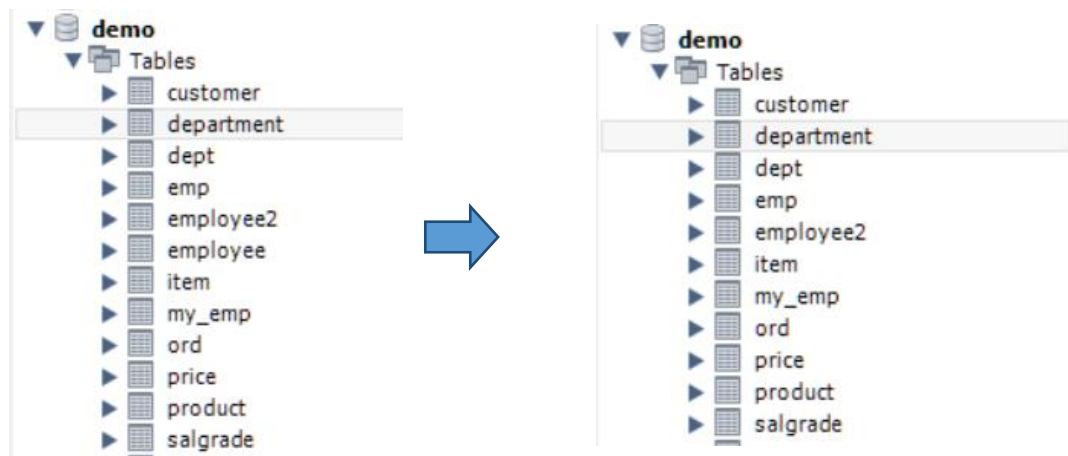 demo
Tables
customer
department
dept
emp
employee2
employee
item
my_emp
ord
price
product
salgrade
demo
Tables
customer
department
dept
emp
employee2
item
my_emp
ord
price
product
salgrade